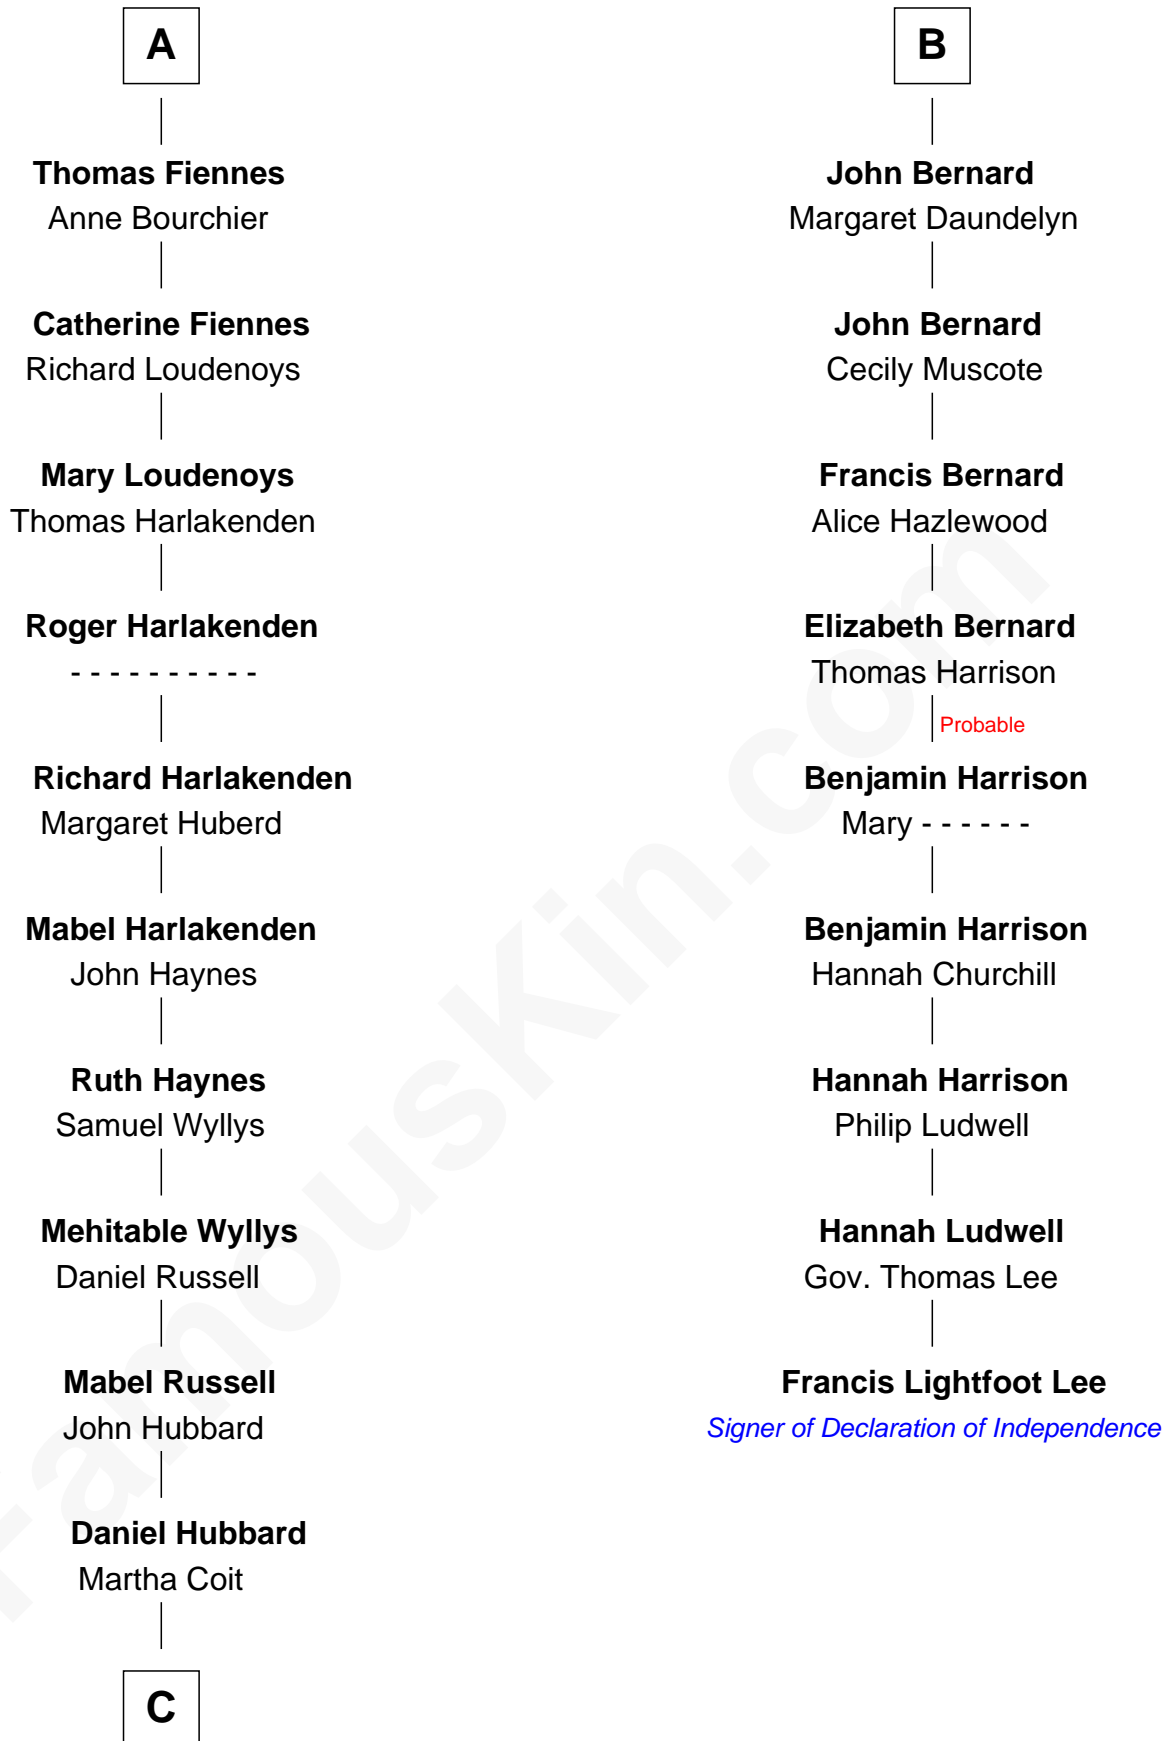 A
Thomas Fiennes
Anne Bourchier
Catherine Fiennes
Richard Loudenoys
Mary Loudenoys
Thomas Harlakenden
Roger Harlakenden
- - - - - - - - - -
Richard Harlakenden
Margaret Huberd
Mabel Harlakenden
John Haynes
Ruth Haynes
Samuel Wyllys
Mehitable Wyllys
Daniel Russell
Mabel Russell
John Hubbard
Daniel Hubbard
Martha Coit
C
B
John Bernard
Margaret Daundelyn
John Bernard
Cecily Muscote
Francis Bernard
Alice Hazlewood
Elizabeth Bernard
Thomas Harrison
Probable
Benjamin Harrison
Mary - - - - - -
Benjamin Harrison
Hannah Churchill
Hannah Harrison
Philip Ludwell
Hannah Ludwell
Gov. Thomas Lee
Francis Lightfoot Lee
Signer of Declaration of Independence
FamousKin.com